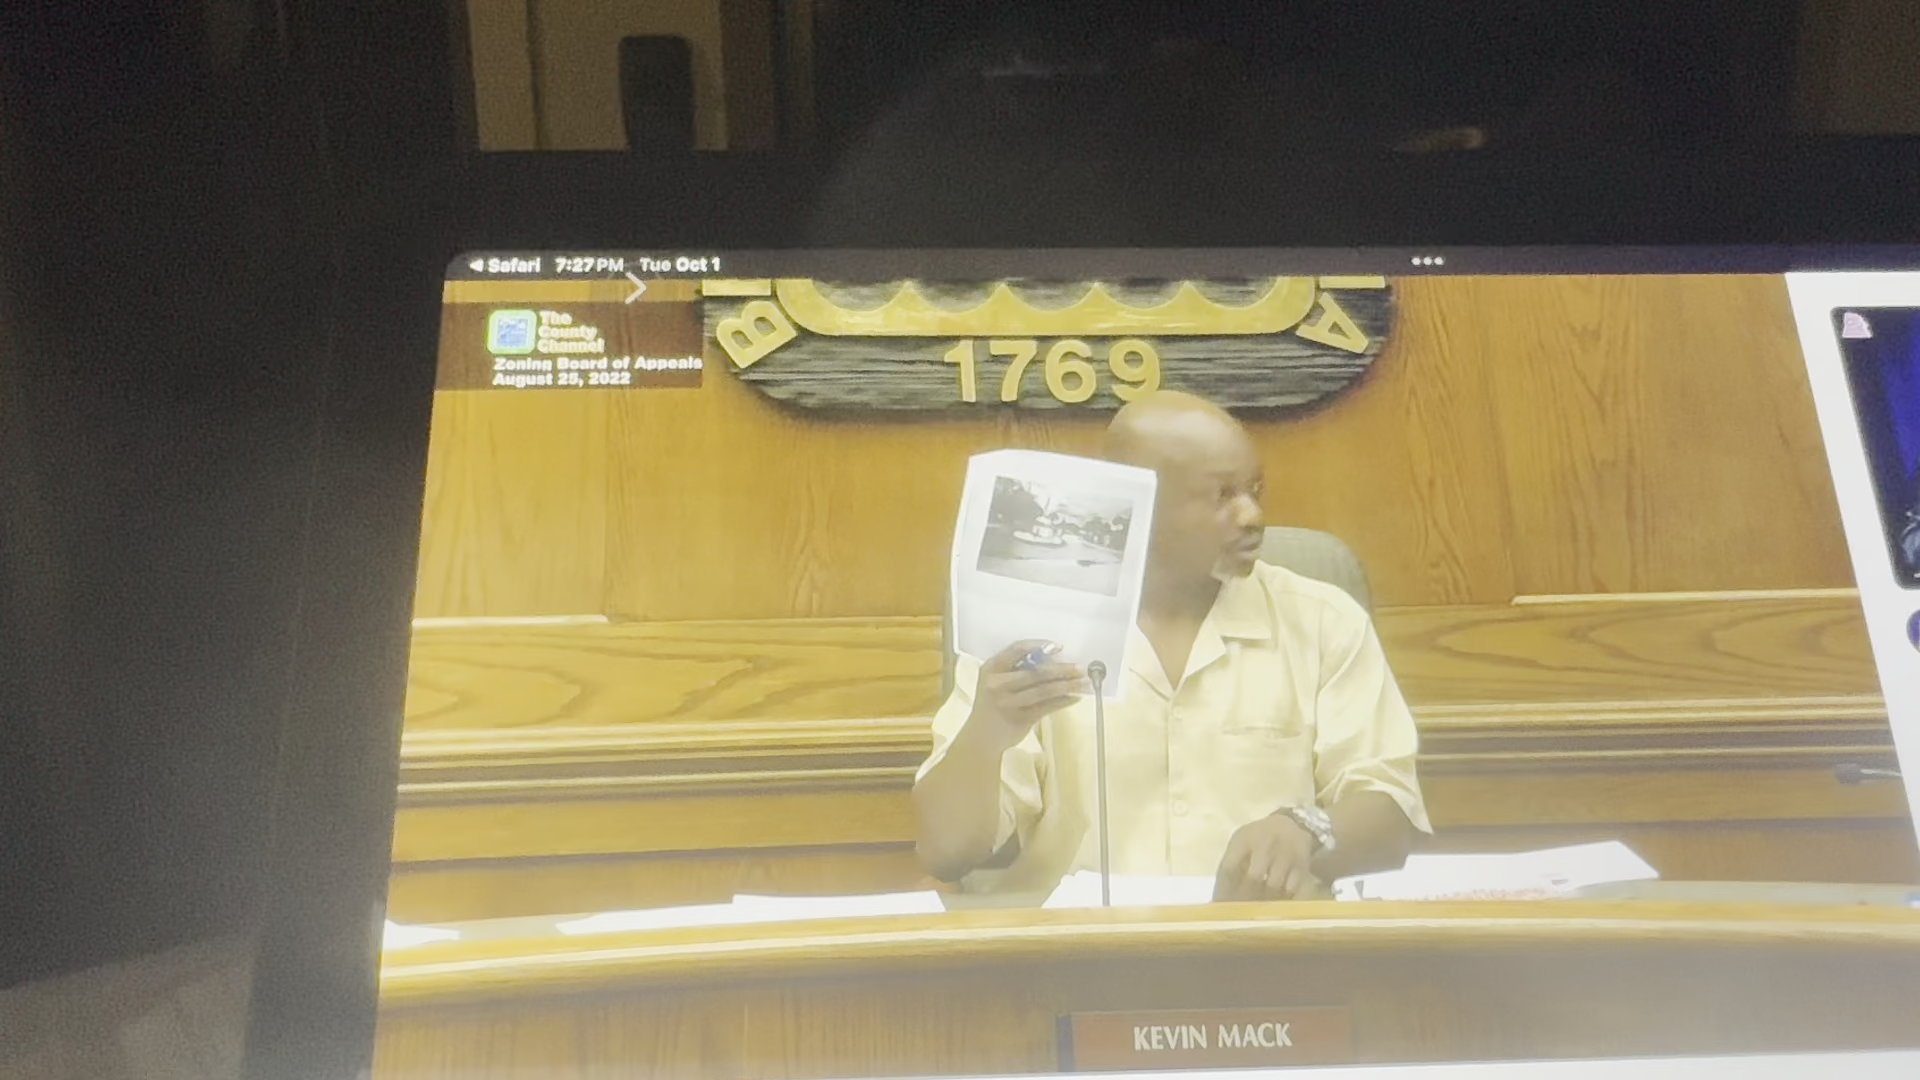 Safari 7:27 PM Tue Oct 1
The
County
Channel
Zoning Board of Appeals
August 25, 2022
B
A
1769
KEVIN MACK